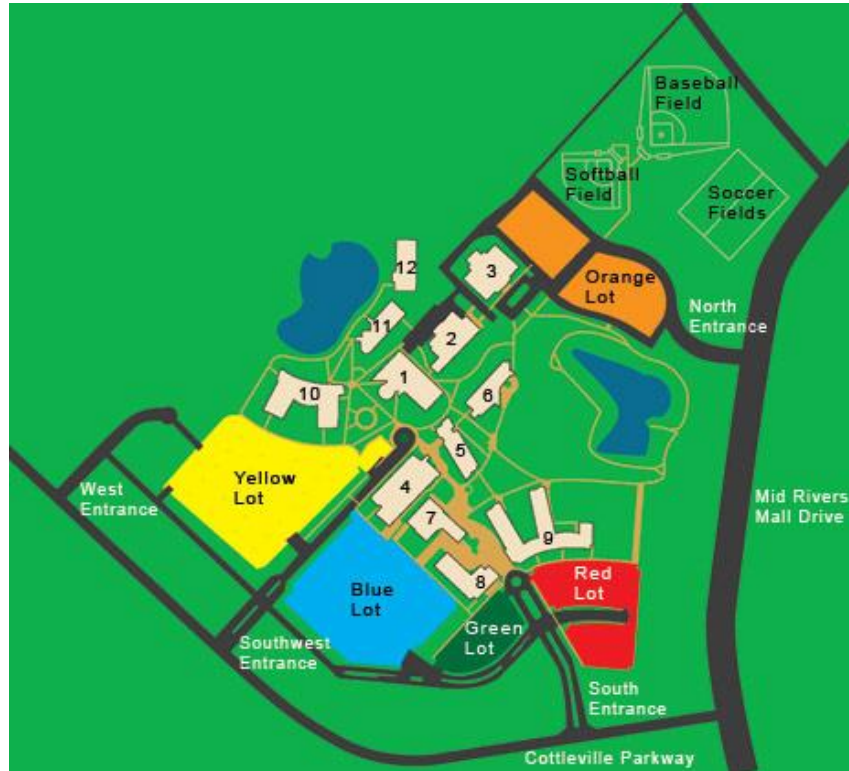 Baseball
Field
Softball
Field
Soccer
Fields
12
3
Orange
Lot
North
Entrance
11
2
1
10
6
5
Yellow
Lot
West
Entrance
4
Mid Rivers
Mall Drive
7
9
8
Red
Lot
Blue
Lot
Green
Lot
Southwest
Entrance
South
Entrance
Cottleville Parkway